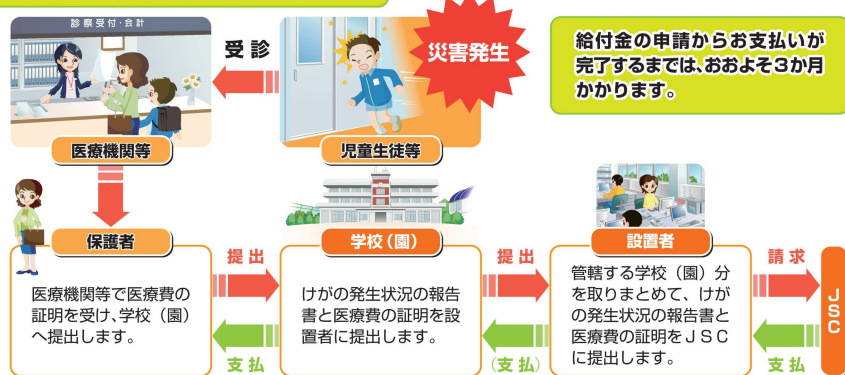 診察受付・会計
受診
災害発生
給付金の申請からお支払いが
完了するまでは、おおよそ3か月
かかります。
医療機関等
児童生徒等
保護者
医療機関等で医療費の
証明を受け、学校（園）
へ提出します。
提出
支払
学校（園）
けがの発生状況の報告
書と医療費の証明を設
置者に提出します。
提出
（支払）
設置者
管轄する学校（園）分
を取りまとめて、けが
の発生状況の報告書と
医療費の証明をJSC
に提出します。
請求
支払
JSC